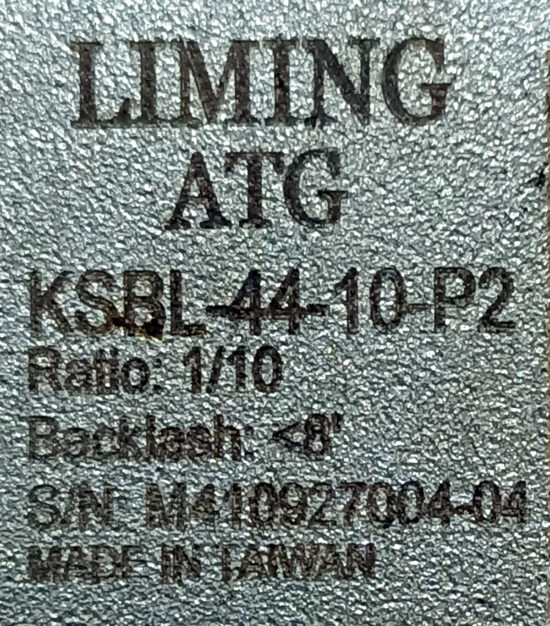 LIMING
ATG
KSBL-44-10-P2
Ratio: 1/10
Backlash: <8'
S/N: M410927004-04
MADE IN TAIWAN